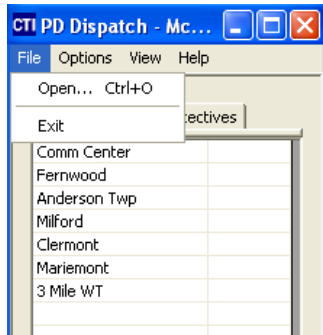 CTI PD Dispatch - Mc...
File Options View Help
Open... Ctrl+O
Exit
ectives
Comm Center
Fernwood
Anderson Twp
Milford
Clermont
Mariemont
3 Mile WT